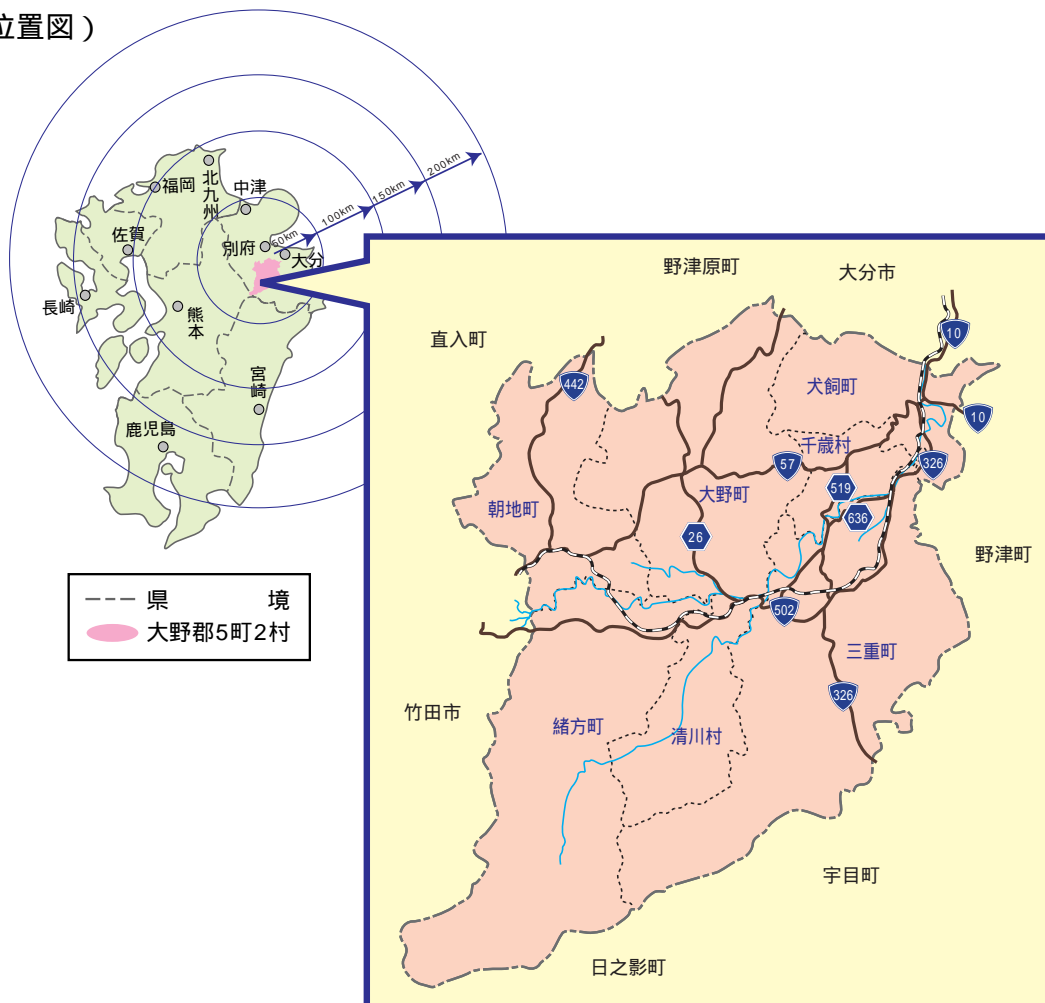 位置図）
200km
150km
100km
50km
北九州
福岡
中津
佐賀
別府
大分
長崎
熊本
宮崎
鹿児島
県　境
大野郡5町2村
野津原町
大分市
直入町
10
442
犬飼町
10
千歳村
57
326
519
大野町
朝地町
636
26
野津町
502
三重町
326
竹田市
緒方町
清川村
宇目町
日之影町